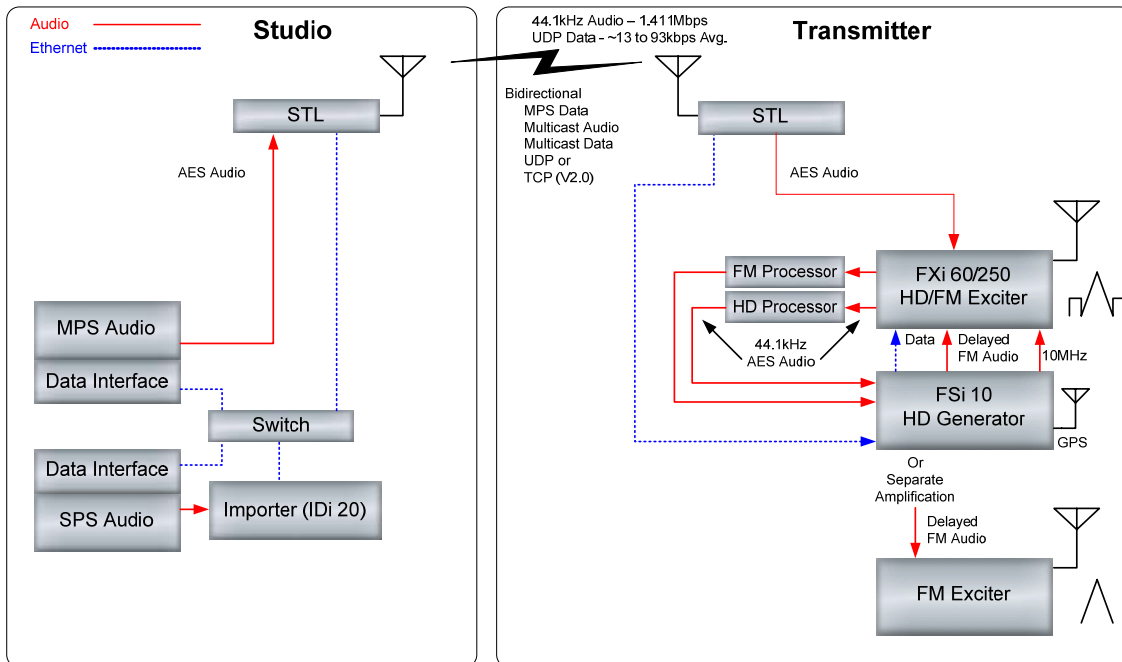 Audio
Ethernet
Studio
STL
AES Audio
MPS Audio
Data Interface
Switch
Data Interface
SPS Audio
Importer (IDi 20)
44.1kHz Audio – 1.411Mbps
UDP Data - ~13 to 93kbps Avg.
Transmitter
Bidirectional
MPS Data
Multicast Audio
Multicast Data
UDP or
TCP (V2.0)
STL
AES Audio
FM Processor
HD Processor
FXi 60/250
HD/FM Exciter
44.1kHz
AES Audio
Data
Delayed
FM Audio
10MHz
FSi 10
HD Generator
GPS
Or
Separate
Amplification
Delayed
FM Audio
FM Exciter